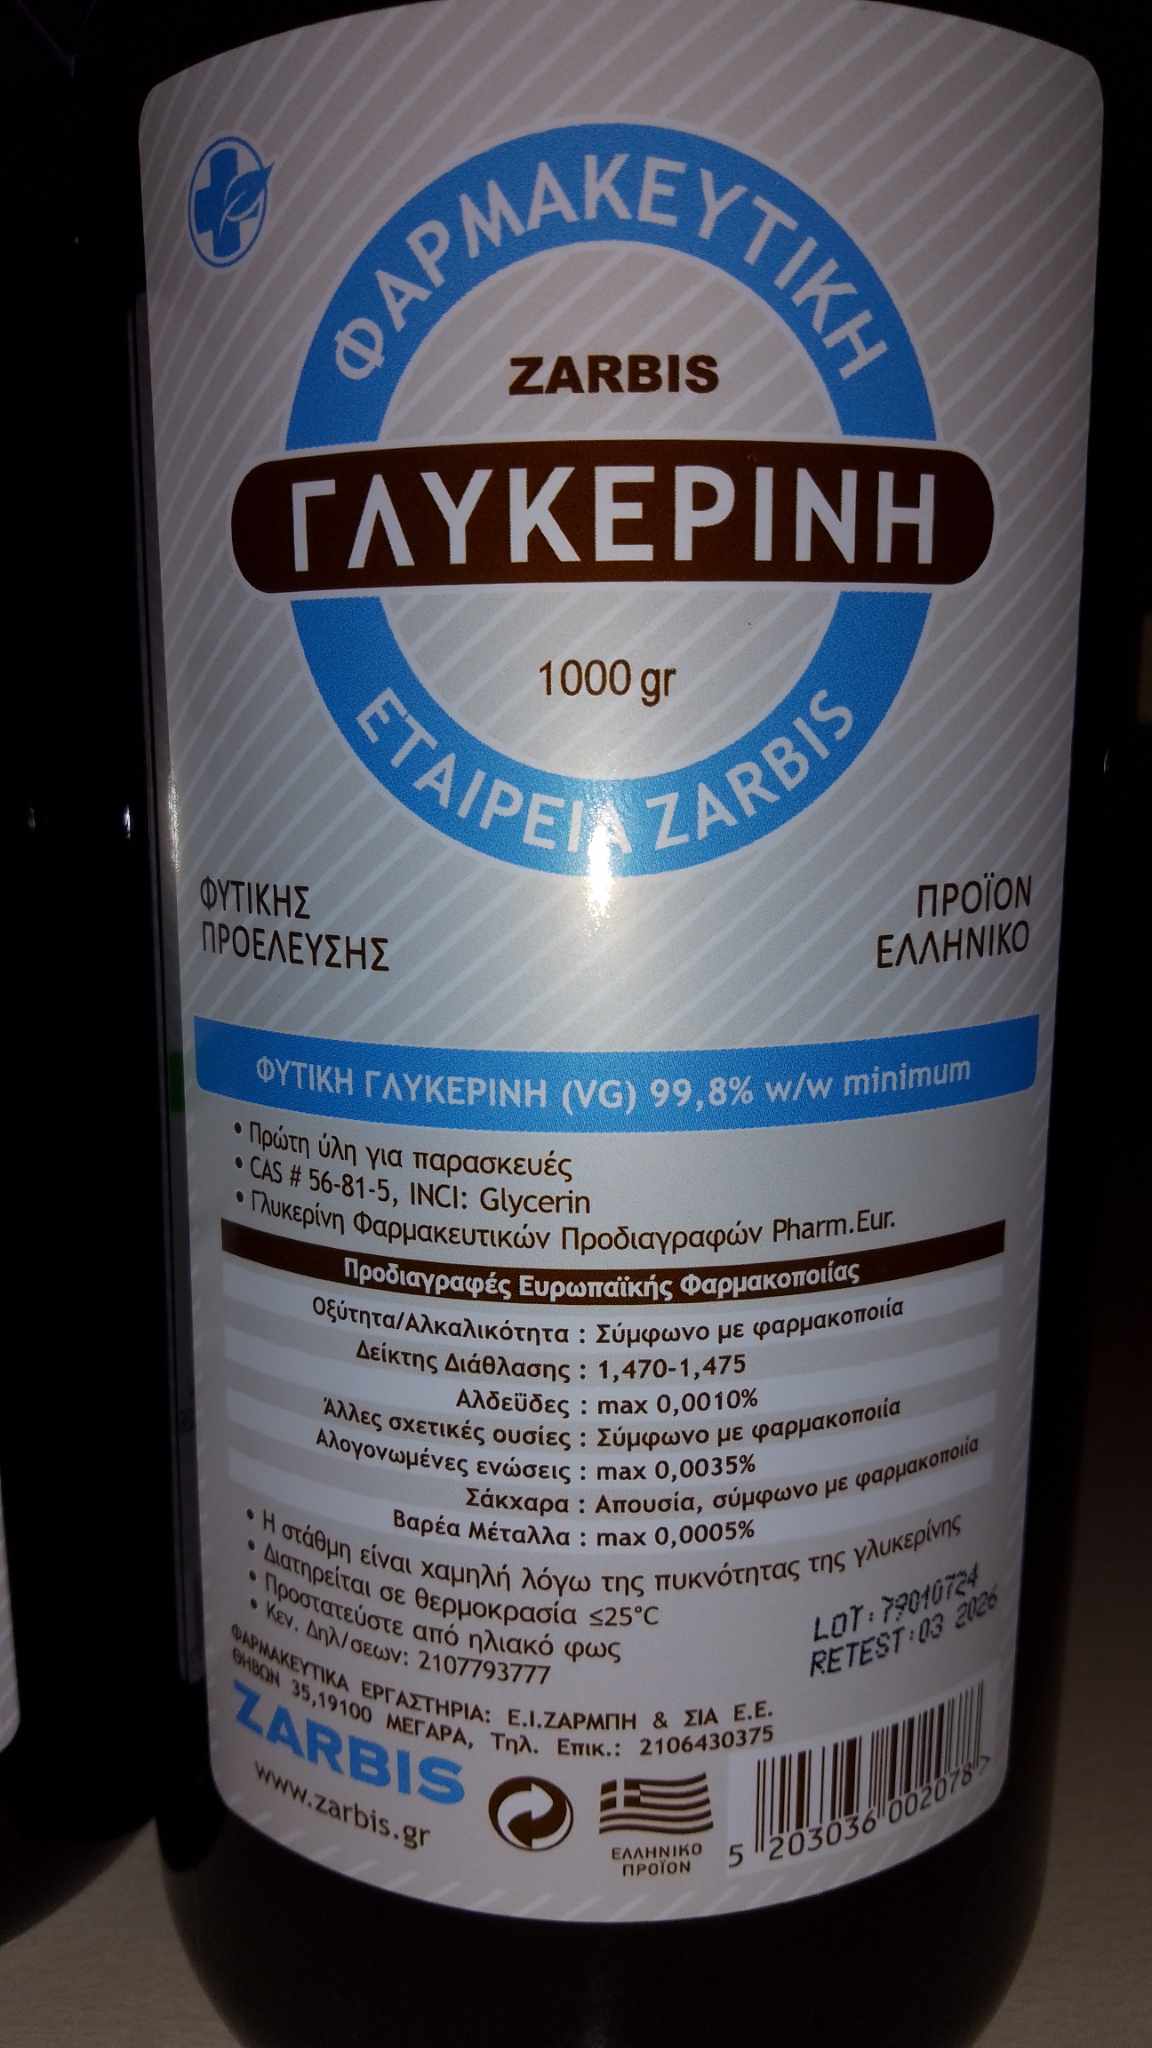 ΦΑΡΜΑΚΕΥΤΙΚΗ
ZARBIS
ΓΛΥΚΕΡΙΝΗ
1000 gr
ΕΤΑΙΡΕΙΑ ZARBIS
ΦΥΤΙΚΗΣ
ΠΡΟΕΛΕΥΣΗΣ
ΠΡΟΪΟΝ
ΕΛΛΗΝΙΚΟ
ΦΥΤΙΚΗ ΓΛΥΚΕΡΙΝΗ (VG) 99,8% w/w minimum
• Πρώτη ύλη για παρασκευές
• CAS # 56-81-5, INCI: Glycerin
• Γλυκερίνη Φαρμακευτικών Προδιαγραφών Pharm.Eur.
Προδιαγραφές Ευρωπαϊκής Φαρμακοποιίας
Οξύτητα/Αλκαλικότητα : Σύμφωνο με φαρμακοποιία
Δείκτης Διάθλασης : 1,470-1,475
Αλδεϋδες : max 0,0010%
Άλλες σχετικές ουσίες : Σύμφωνο με φαρμακοποιία
Αλογονωμένες ενώσεις : max 0,0035%
Σάκχαρα : Απουσία, σύμφωνο με φαρμακοποιία
Βαρέα Μέταλλα : max 0,0005%
• Η στάθμη είναι χαμηλή λόγω της πυκνότητας της γλυκερίνης
• Διατηρείται σε θερμοκρασία ≤25°C
• Προστατεύστε από ηλιακό φως
• Κεν. Δηλ/σεων: 2107793777
LOT: 79010724
RETEST:03 2026
ΦΑΡΜΑΚΕΥΤΙΚΑ ΕΡΓΑΣΤΗΡΙΑ: Ε.Ι.ΖΑΡΜΠΗ & ΣΙΑ Ε.Ε.
ΘΗΒΩΝ 35,19100 ΜΕΓΑΡΑ, Τηλ. Επικ.: 2106430375
ZARBIS
www.zarbis.gr
ΕΛΛΗΝΙΚΟ
ΠΡΟΪΟΝ
5 203036 002078 >